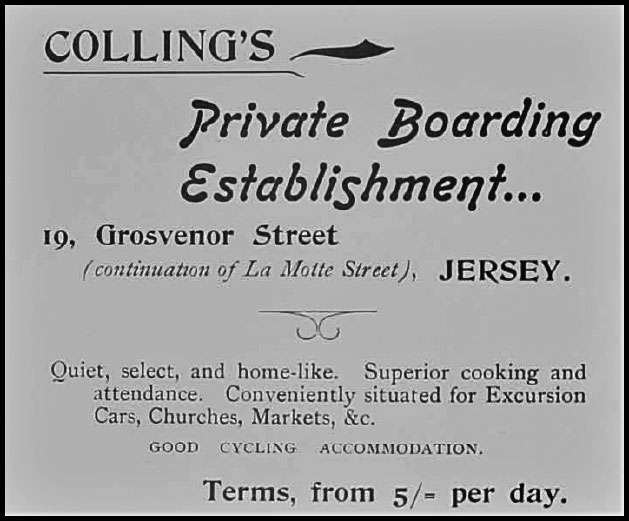 COLLING'S
Private Boarding
Establishment...
19, Grosvenor Street
(continuation of La Motte Street), JERSEY.
Quiet, select, and home-like. Superior cooking and
attendance. Conveniently situated for Excursion
Cars, Churches, Markets, &c.
GOOD CYCLING ACCOMMODATION.
Terms, from 5/= per day.